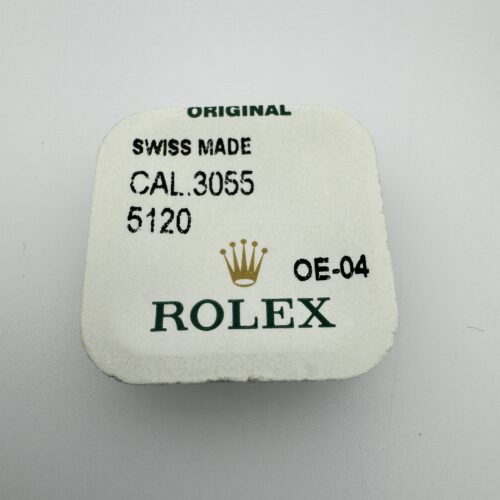 ORIGINAL
SWISS MADE
CAL.3055
5120
OE-04
ROLEX